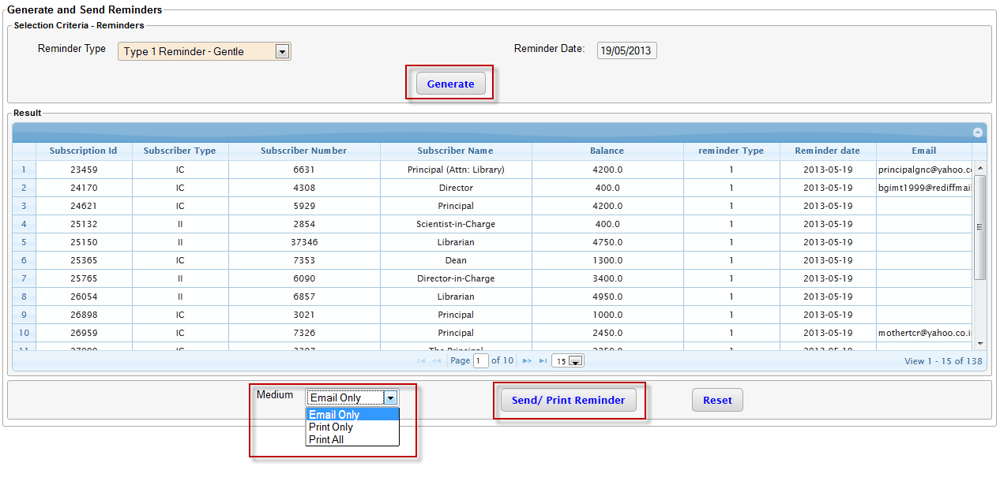 Generate and Send Reminders
Selection Criteria - Reminders
Reminder Type Type 1 Reminder - Gentle Reminder Date: 19/05/2013
Generate
Result
Subscription Id Subscriber Type Subscriber Number Subscriber Name Balance reminder Type Reminder date Email
1 23459 IC 6631 Principal (Attn: Library) 4200.0 1 2013-05-19 principalgnc@yahoo.c
2 24170 IC 4308 Director 400.0 1 2013-05-19 bgimt1999@rediffmai
3 24621 IC 5929 Principal 4200.0 1 2013-05-19
4 25132 II 2854 Scientist-in-Charge 400.0 1 2013-05-19
5 25150 II 37346 Librarian 4750.0 1 2013-05-19
6 25365 IC 7353 Dean 1300.0 1 2013-05-19
7 25765 II 6090 Director-in-Charge 3400.0 1 2013-05-19
8 26054 II 6857 Librarian 4950.0 1 2013-05-19
9 26898 IC 3021 Principal 1000.0 1 2013-05-19
10 26959 IC 7326 Principal 2450.0 1 2013-05-19 mothertcr@yahoo.co.i
Page 1 of 10 15 View 1 - 15 of 138
Medium Email Only Send/ Print Reminder Reset
Email Only
Print Only
Print All